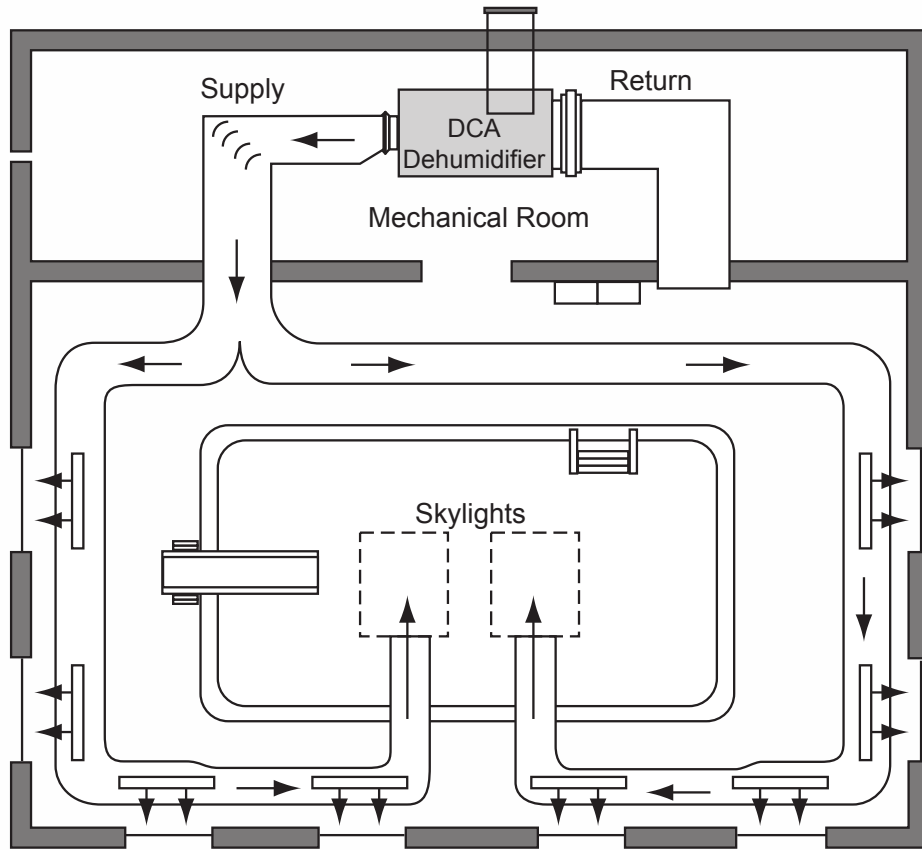 Supply
Return
DCA
Dehumidifier
Mechanical Room
Skylights